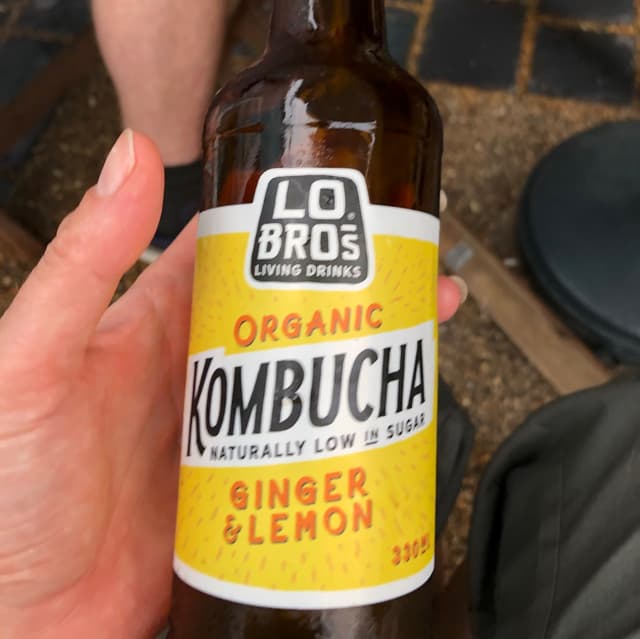 LO
BROs
LIVING DRINKS
ORGANIC
KOMBUCHA
NATURALLY LOW IN SUGAR
GINGER
& LEMON
330ML